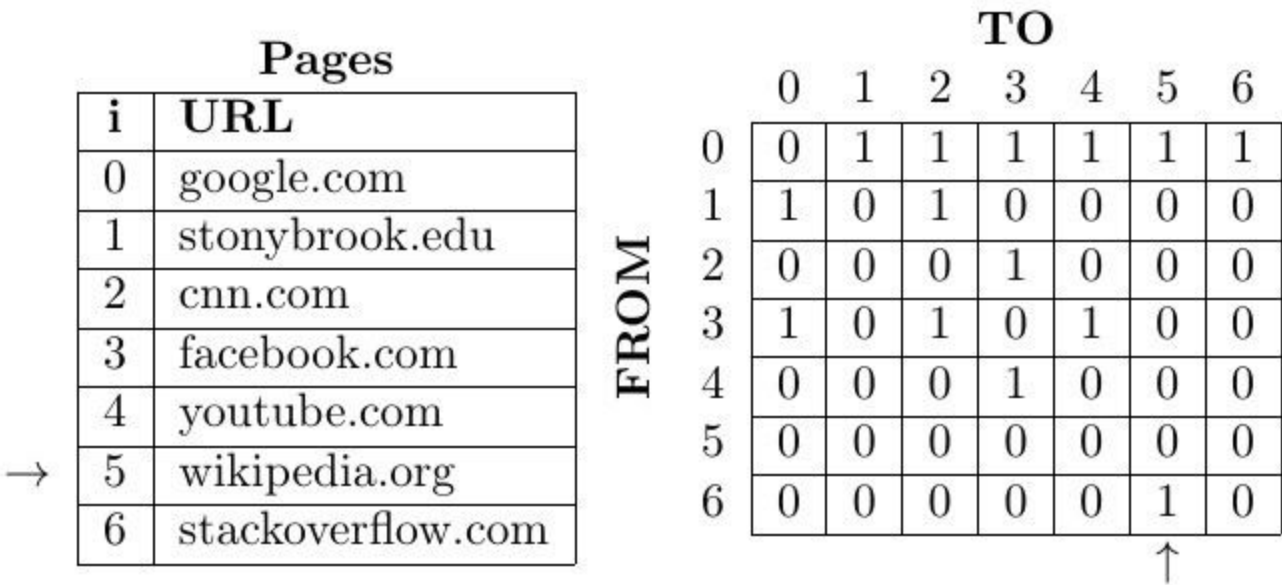 Pages
i URL
0 google.com
1 stonybrook.edu
2 cnn.com
3 facebook.com
4 youtube.com
→ 5 wikipedia.org
6 stackoverflow.com
TO
0 1 2 3 4 5 6
FROM
0 0 1 1 1 1 1 1
1 1 0 1 0 0 0 0
2 0 0 0 1 0 0 0
3 1 0 1 0 1 0 0
4 0 0 0 1 0 0 0
5 0 0 0 0 0 0 0
6 0 0 0 0 0 1 0
↑